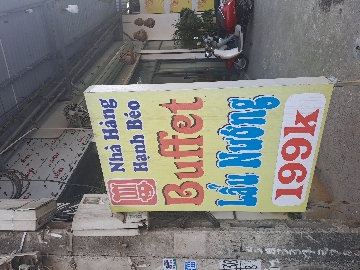 Nhà Hàng
Hạnh Béo
Buffet
Lẩu Nướng
199k